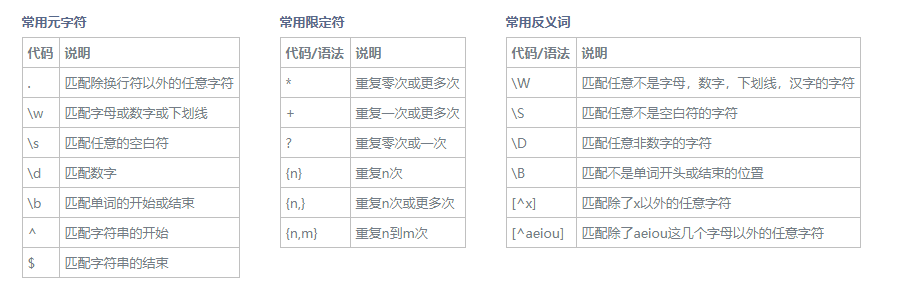 常用元字符
代码 说明
. 匹配除换行符以外的任意字符
\w 匹配字母或数字或下划线
\s 匹配任意的空白符
\d 匹配数字
\b 匹配单词的开始或结束
^ 匹配字符串的开始
$ 匹配字符串的结束
常用限定符
代码/语法 说明
* 重复零次或更多次
+ 重复一次或更多次
? 重复零次或一次
{n} 重复n次
{n,} 重复n次或更多次
{n,m} 重复n到m次
常用反义词
代码/语法 说明
\W 匹配任意不是字母，数字，下划线，汉字的字符
\S 匹配任意不是空白符的字符
\D 匹配任意非数字的字符
\B 匹配不是单词开头或结束的位置
[^x] 匹配除了x以外的任意字符
[^aeiou] 匹配除了aeiou这几个字母以外的任意字符